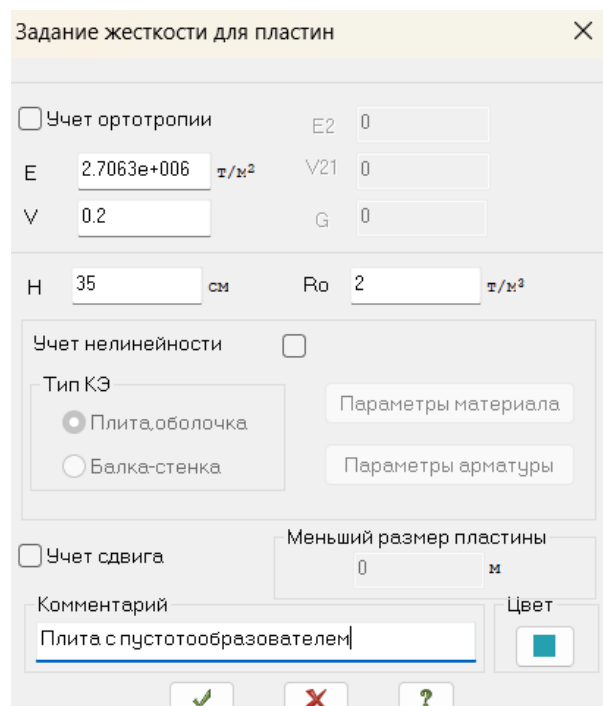 Задание жесткости для пластин
Учет ортотропии
E2 0
E 2.7063e+006 т/м²
V21 0
V 0.2
G 0
H 35 см
Ro 2 т/м³
Учет нелинейности
Тип КЭ
Плита,оболочка
Параметры материала
Балка-стенка
Параметры арматуры
Учет сдвига
Меньший размер пластины
0 м
Комментарий
Цвет
Плита с пустотообразователем
?